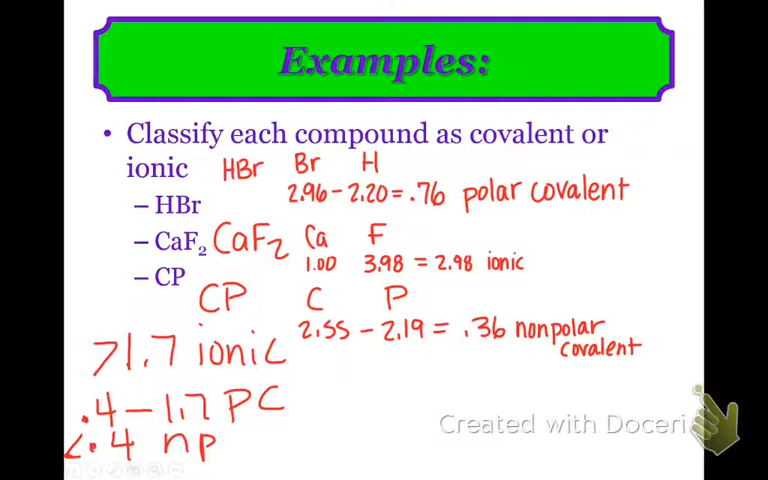 Examples:
• Classify each compound as covalent or
ionic
HBr Br H
2.96 - 2.20 = .76 polar covalent
– HBr
– CaF₂
CaF₂ Ca F
1.00 3.98 = 2.98 ionic
– CP
CP C P
2.55 - 2.19 = .36 nonpolar
covalent
>1.7 ionic
.4 - 1.7 PC
<.4 np
Created with Doceri